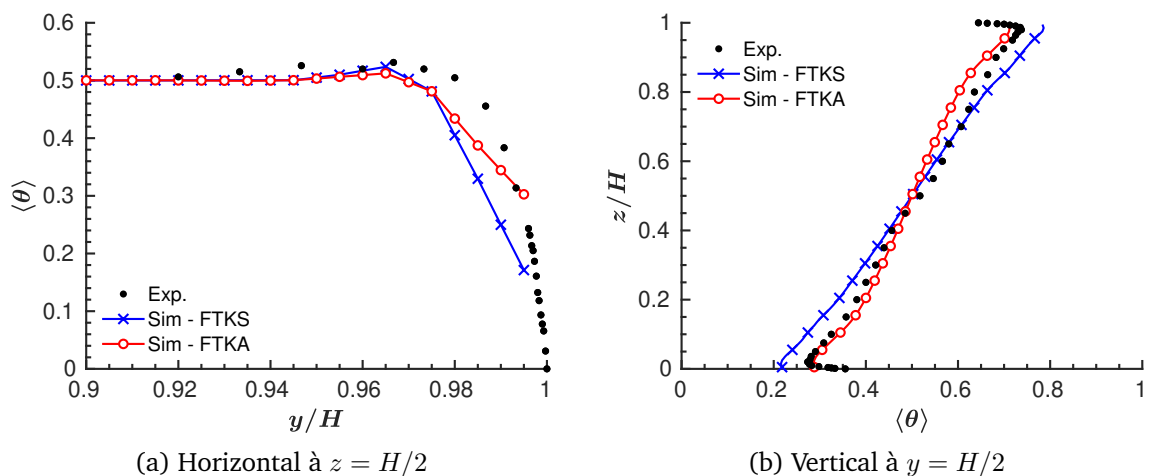 0.6
0.5
0.4
0.3
0.2
0.1
0
⟨θ⟩
Exp.
Sim - FTKS
Sim - FTKA
0.9 0.92 0.94 0.96 0.98 1
y/H
(a) Horizontal à z = H/2
1
0.8
0.6
0.4
0.2
0
z/H
Exp.
Sim - FTKS
Sim - FTKA
0 0.2 0.4 0.6 0.8 1
⟨θ⟩
(b) Vertical à y = H/2